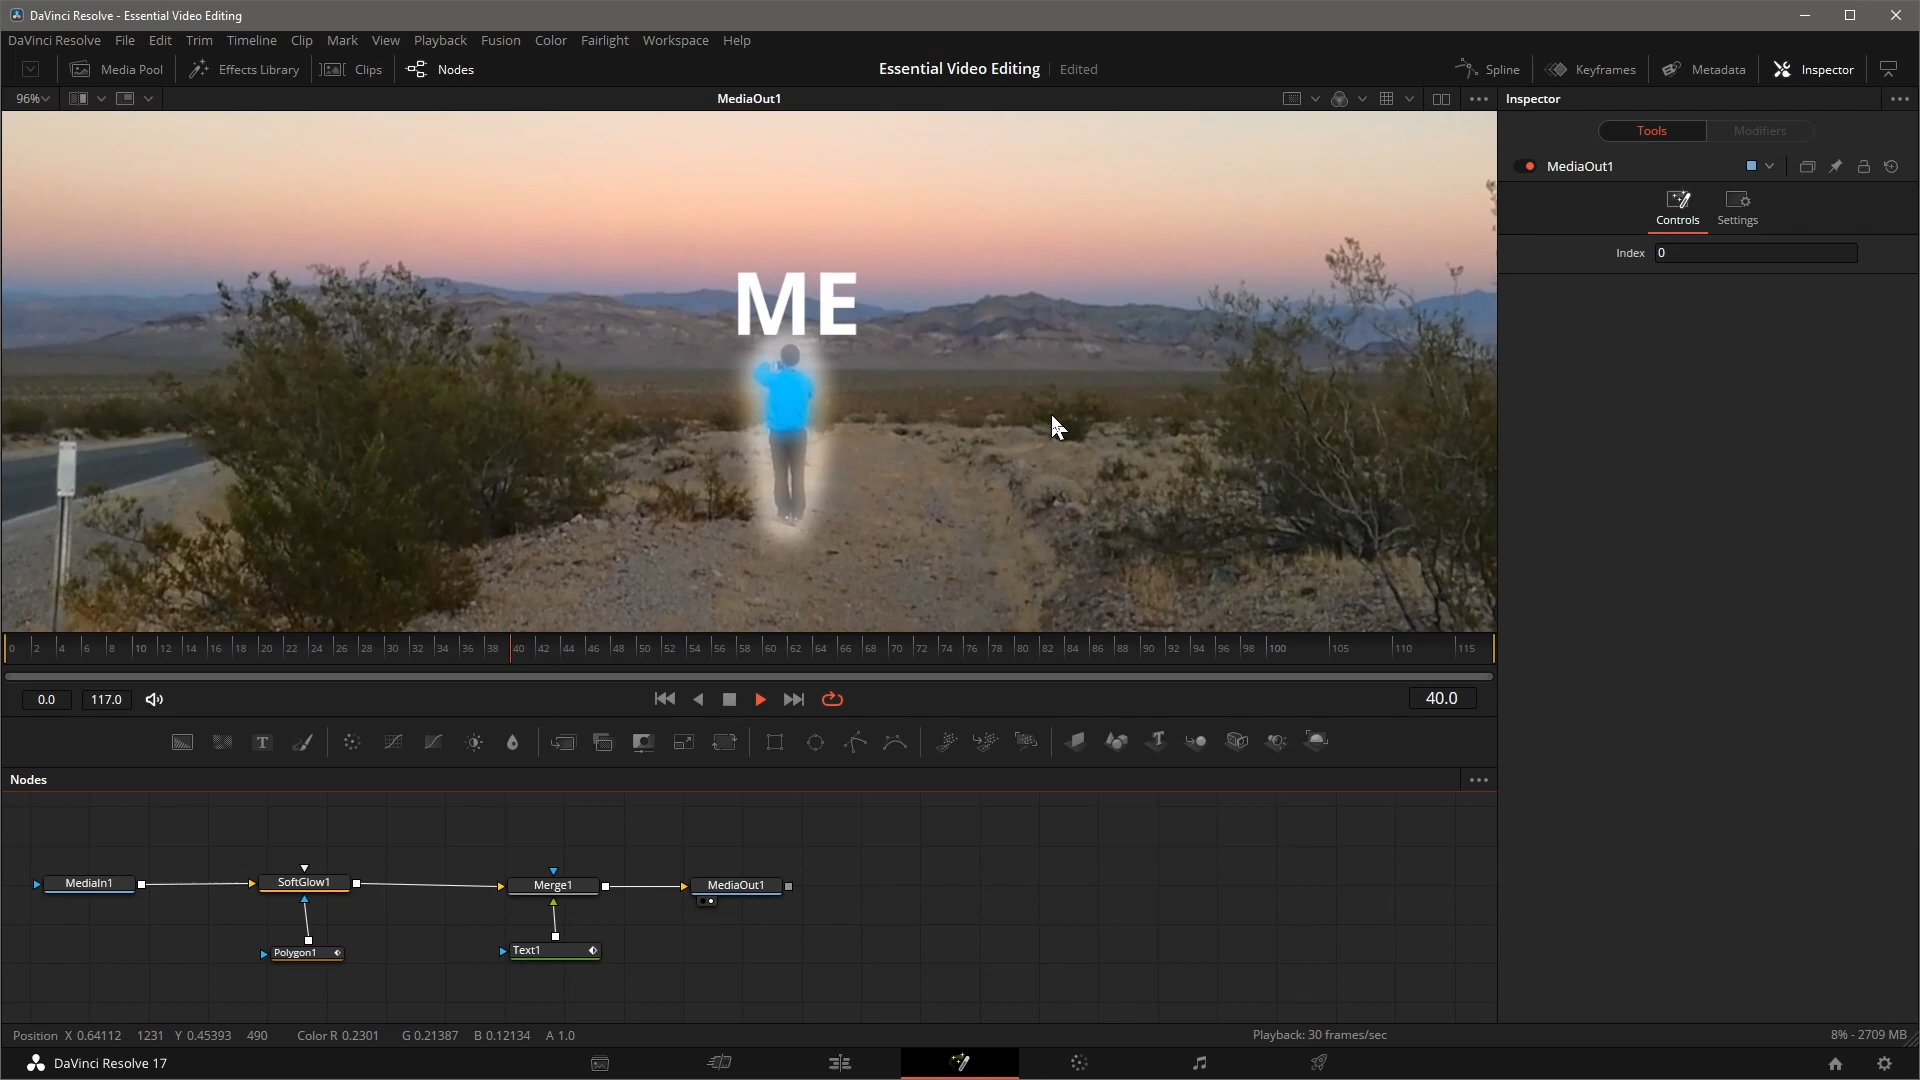 DaVinci Resolve - Essential Video Editing
DaVinci Resolve File Edit Trim Timeline Clip Mark View Playback Fusion Color Fairlight Workspace Help
Media Pool Effects Library Clips Nodes Essential Video Editing Edited Spline Keyframes Metadata Inspector
96% MediaOut1 Inspector
Tools Modifiers
MediaOut1
Controls Settings
Index 0
ME
0 2 4 6 8 10 12 14 16 18 20 22 24 26 28 30 32 34 36 38 40 42 44 46 48 50 52 54 56 58 60 62 64 66 68 70 72 74 76 78 80 82 84 86 88 90 92 94 96 98 100 105 110 115
0.0 117.0 40.0
Nodes
MediaIn1 SoftGlow1 Merge1 MediaOut1
Polygon1 Text1
Position X 0.64112 1231 Y 0.45393 490 Color R 0.2301 G 0.21387 B 0.12134 A 1.0 Playback: 30 frames/sec 8% - 2709 MB
DaVinci Resolve 17